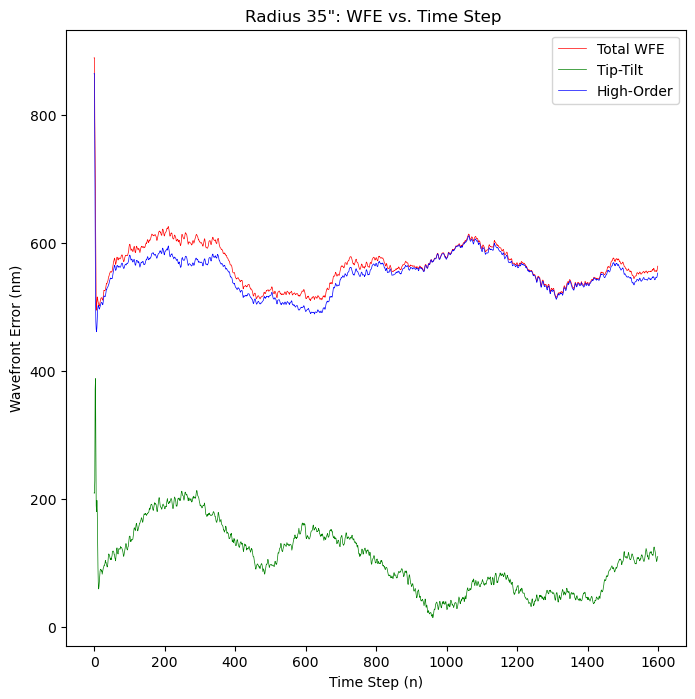 Radius 35": WFE vs. Time Step
Total WFE
Tip-Tilt
High-Order
Wavefront Error (nm)
800
600
400
200
0
0 200 400 600 800 1000 1200 1400 1600
Time Step (n)